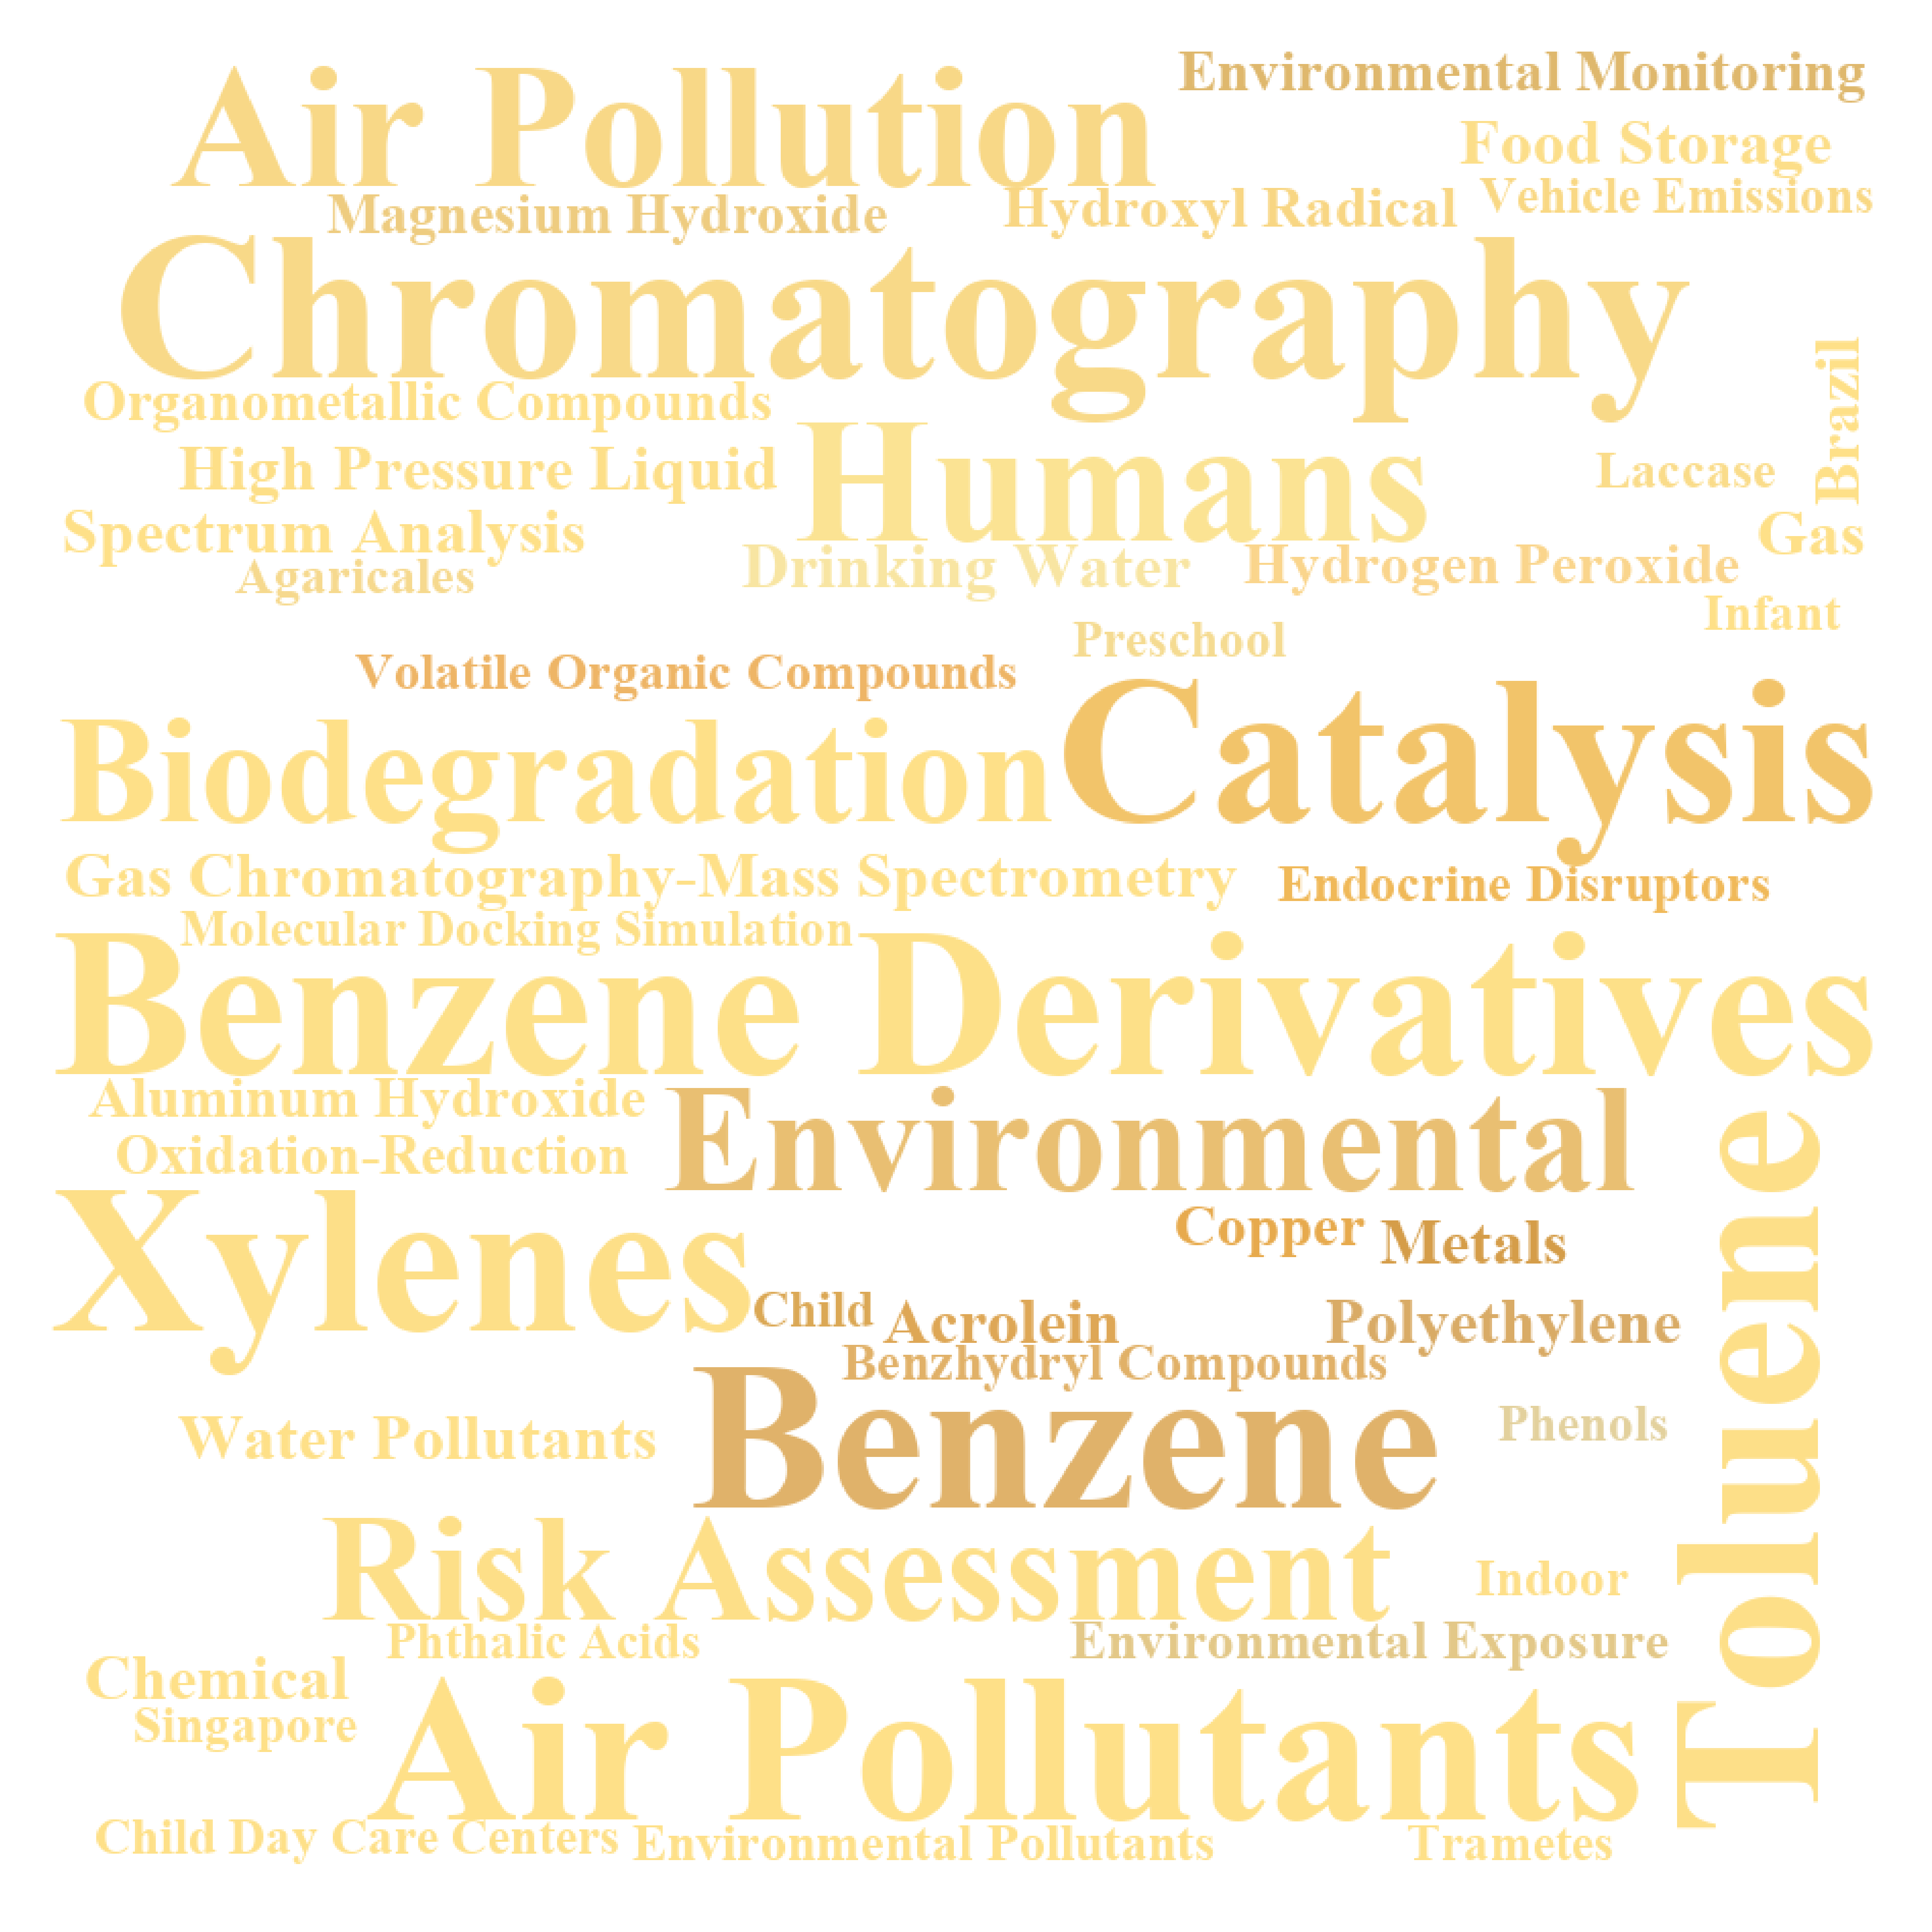 Environmental Monitoring
Air Pollution
Food Storage
Vehicle Emissions
Magnesium Hydroxide
Hydroxyl Radical
Chromatography
Brazil
Organometallic Compounds
High Pressure Liquid
Humans
Laccase
Spectrum Analysis
Gas
Agaricales
Drinking Water
Hydrogen Peroxide
Infant
Preschool
Volatile Organic Compounds
Catalysis
Biodegradation
Gas Chromatography-Mass Spectrometry
Endocrine Disruptors
Molecular Docking Simulation
Benzene Derivatives
Aluminum Hydroxide
Environmental
Oxidation-Reduction
Toluene
Xylenes
Copper
Metals
Child
Acrolein
Polyethylene
Benzhydryl Compounds
Water Pollutants
Benzene
Phenols
Risk Assessment
Indoor
Phthalic Acids
Environmental Exposure
Chemical
Singapore
Air Pollutants
Child Day Care Centers
Environmental Pollutants
Trametes